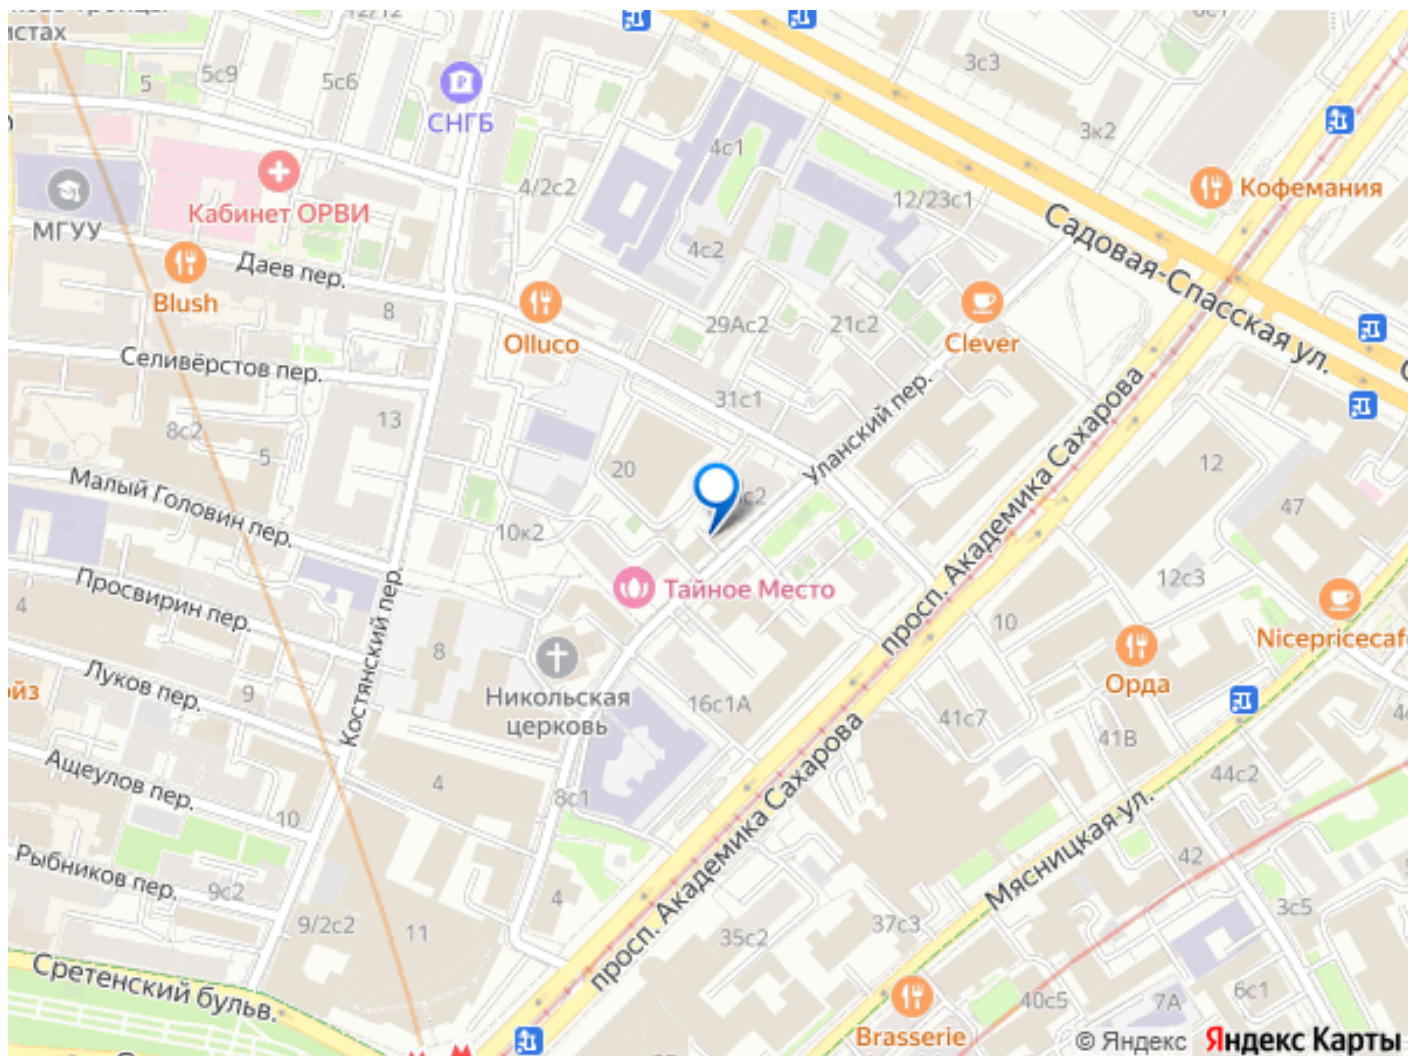 истах
12/12
6с1
5с9
5с6
5
3с3
СНГБ
3к2
4с1
Кофемания
4/2с2
12/23с1
Кабинет ОРВИ
МГУУ
Садовая-Спасская ул.
4с2
Даев пер.
Blush
8
Olluco
29Ас2
21с2
Clever
Селивёрстов пер.
31с1
Уланский пер.
просп. Академика Сахарова
13
8с2
5
20
12
Малый Головин пер.
10к2
47
12с3
Просвирин пер.
4
Тайное Место
10
Nicepricecaf
Костянский пер.
8
Никольская
церковь
Орда
Луков пер.
9
16с1А
41с7
41В
ойз
44с2
Ащеулов пер.
4
8с1
просп. Академика Сахарова
Мясницкая ул.
10
Рыбников пер.
9с2
42
4
3с5
9/2с2
11
35с2
37с3
Сретенский бульв.
6с1
40с5
7А
Brasserie
© Яндекс Яндекс Карты